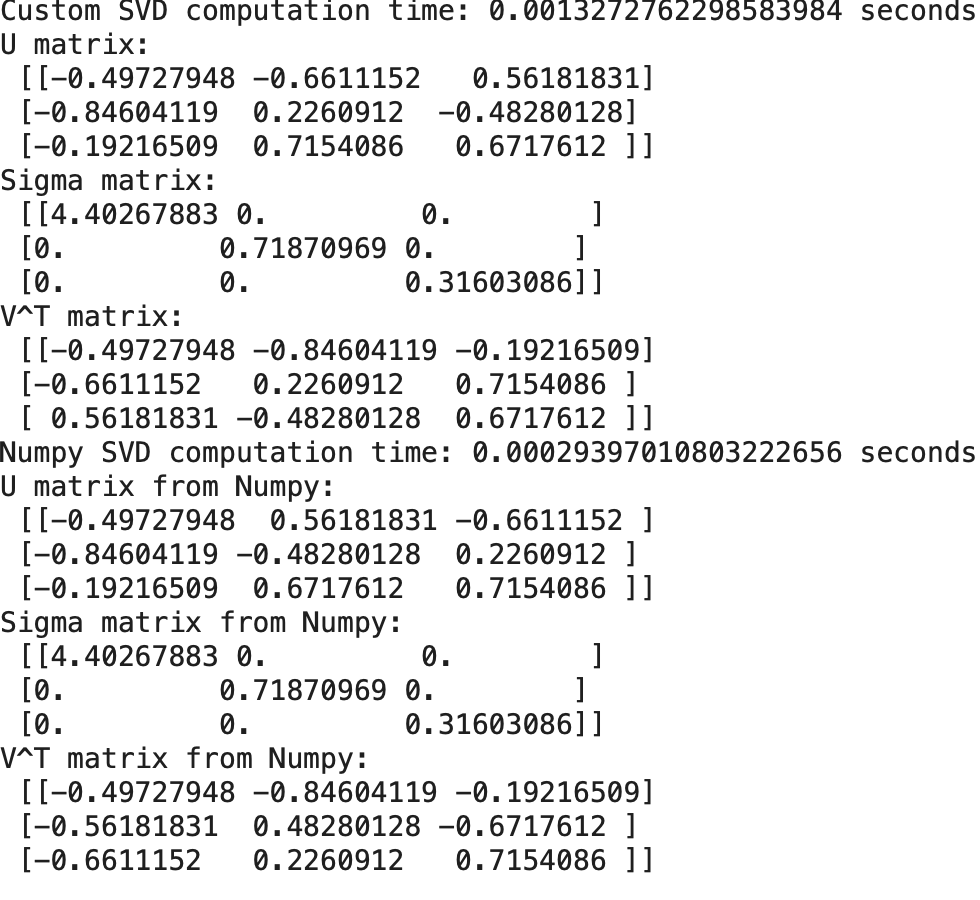 Custom SVD computation time: 0.0013272762298583984 seconds
U matrix:
 [[-0.49727948 -0.6611152   0.56181831]
 [-0.84604119  0.2260912  -0.48280128]
 [-0.19216509  0.7154086   0.6717612 ]]
Sigma matrix:
 [[4.40267883 0.         0.        ]
 [0.         0.71870969 0.        ]
 [0.         0.         0.31603086]]
V^T matrix:
 [[-0.49727948 -0.84604119 -0.19216509]
 [-0.6611152   0.2260912   0.7154086 ]
 [ 0.56181831 -0.48280128  0.6717612 ]]
Numpy SVD computation time: 0.00029397010803222656 seconds
U matrix from Numpy:
 [[-0.49727948  0.56181831 -0.6611152 ]
 [-0.84604119 -0.48280128  0.2260912 ]
 [-0.19216509  0.6717612   0.7154086 ]]
Sigma matrix from Numpy:
 [[4.40267883 0.         0.        ]
 [0.         0.71870969 0.        ]
 [0.         0.         0.31603086]]
V^T matrix from Numpy:
 [[-0.49727948 -0.84604119 -0.19216509]
 [-0.56181831  0.48280128 -0.6717612 ]
 [-0.6611152   0.2260912   0.7154086 ]]